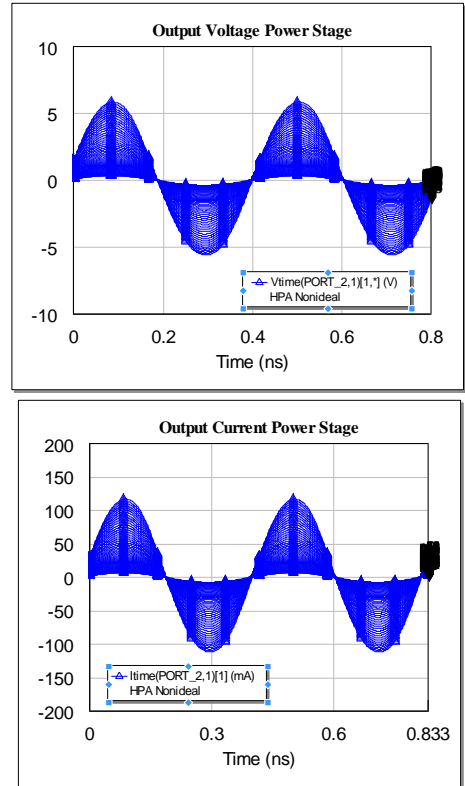 Output Voltage Power Stage
10
5
0
-5
-10
Vtime(PORT_2,1)[1,*] (V)
HPA Nonideal
0 0.2 0.4 0.6 0.8
Time (ns)
Output Current Power Stage
200
150
100
50
0
-50
-100
-150
-200
Itime(PORT_2,1)[1] (mA)
HPA Nonideal
0 0.3 0.6 0.833
Time (ns)